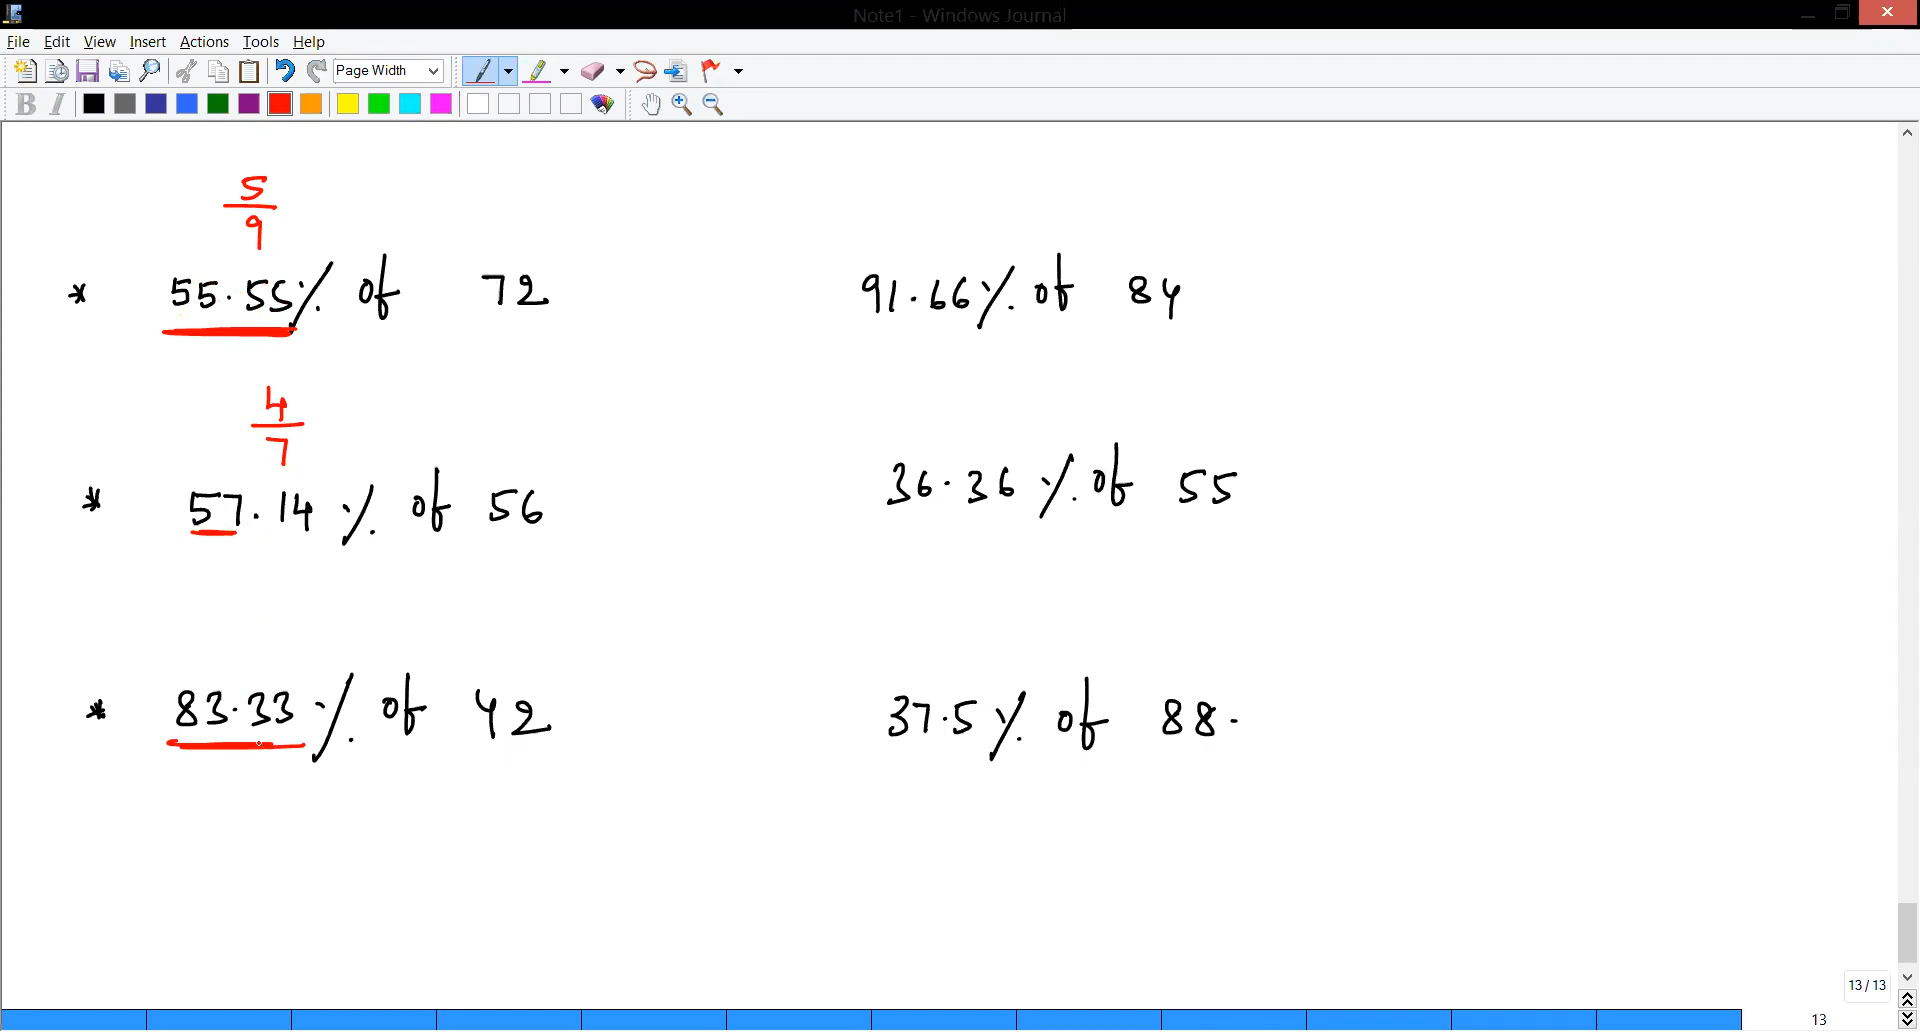 Note1 - Windows Journal
File Edit View Insert Actions Tools Help
Page Width
B I
5
9
* 55.55% of 72
91.66% of 84
4
7
* 57.14 % of 56
36.36 % of 55
* 83.33 % of 42
37.5% of 88.
13 / 13
13